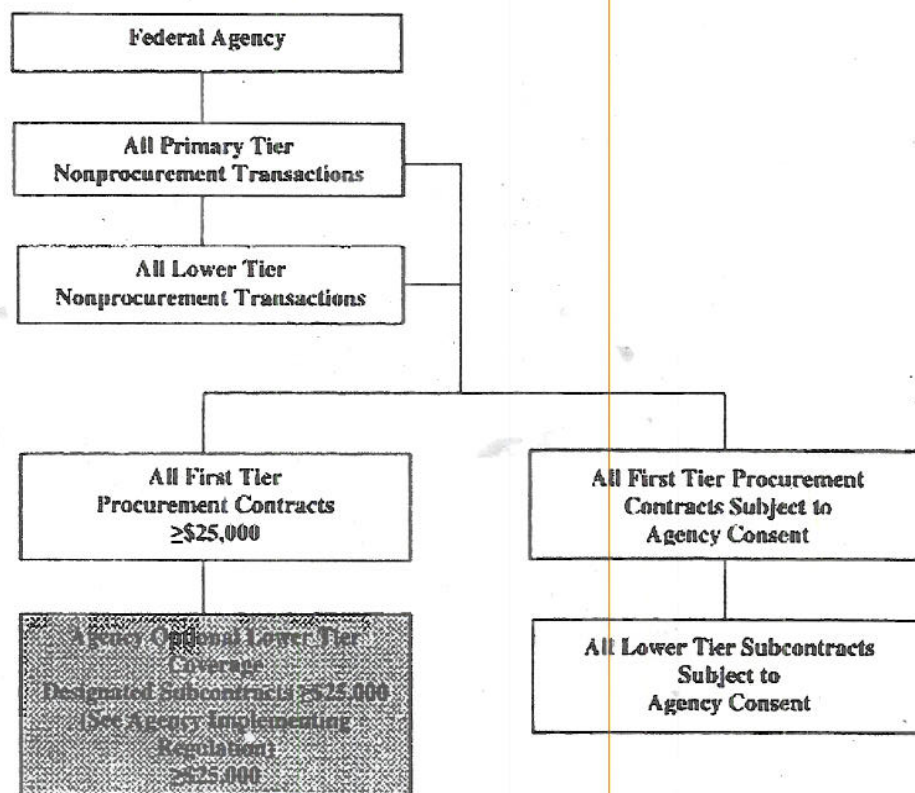 Federal Agency
All Primary Tier
Nonprocurement Transactions
All Lower Tier
Nonprocurement Transactions
All First Tier
Procurement Contracts
≥$25,000
All First Tier Procurement
Contracts Subject to
Agency Consent
Agency Optional Lower Tier
Coverage
Designated Subcontracts ≥$25,000
(See Agency Implementing
Regulation)
≥$25,000
All Lower Tier Subcontracts
Subject to
Agency Consent